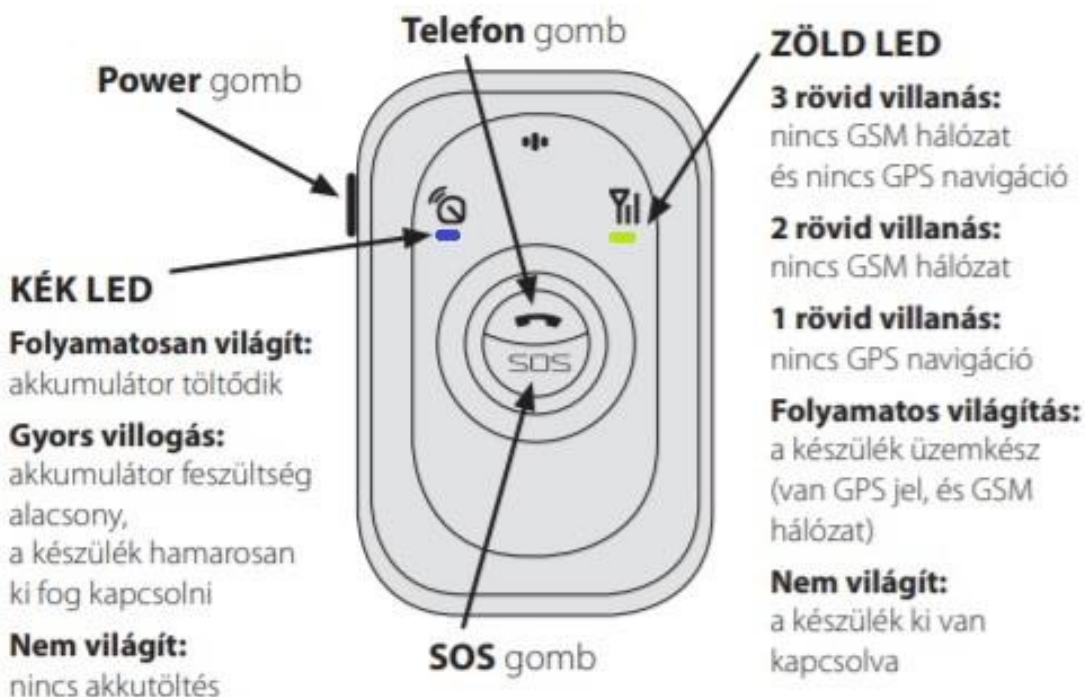 Telefon gomb
Power gomb
KÉK LED
Folyamatosan világít:
akkumulátor töltődik
Gyors villogás:
akkumulátor feszültség
alacsony,
a készülék hamarosan
ki fog kapcsolni
Nem világít:
nincs akkutöltés
SOS
SOS gomb
ZÖLD LED
3 rövid villanás:
nincs GSM hálózat
és nincs GPS navigáció
2 rövid villanás:
nincs GSM hálózat
1 rövid villanás:
nincs GPS navigáció
Folyamatos világítás:
a készülék üzemkész
(van GPS jel, és GSM
hálózat)
Nem világít:
a készülék ki van
kapcsolva